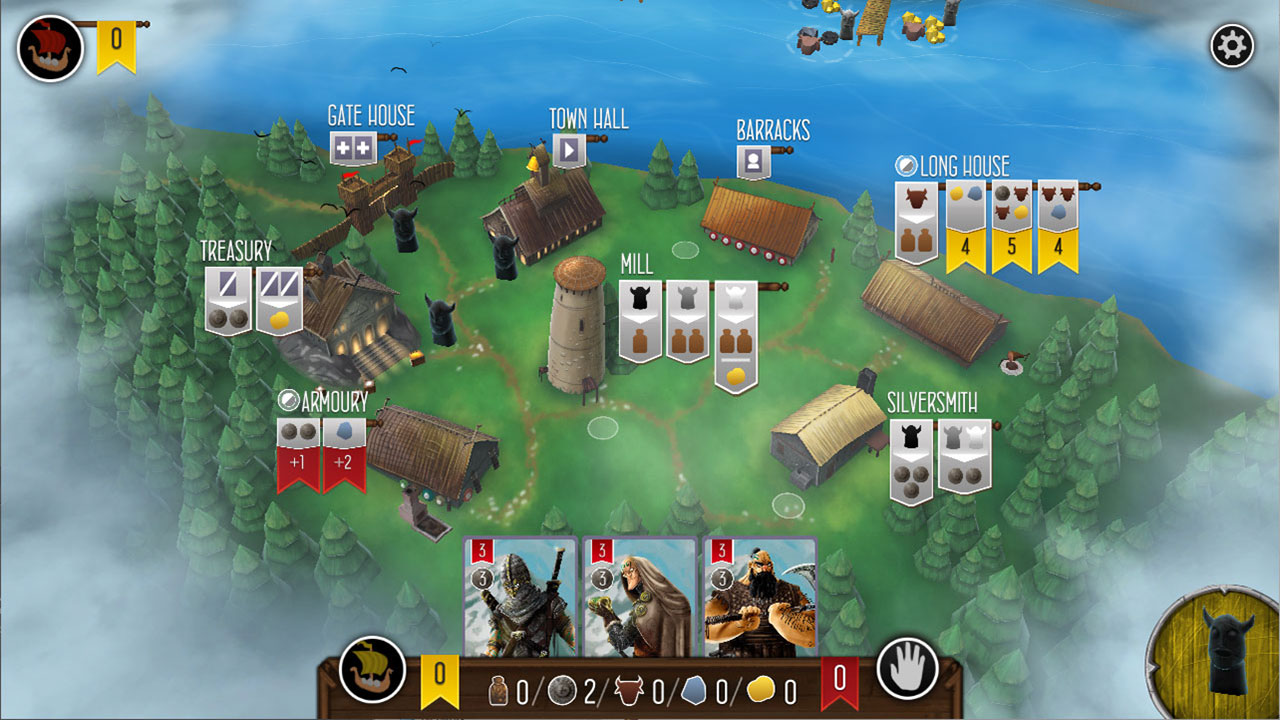 0
GATE HOUSE
TOWN HALL
BARRACKS
LONG HOUSE
4 5 4
TREASURY
MILL
ARMOURY
+1 +2
SILVERSMITH
3 3 3
3 3 3
0 0/ 2/ 0/ 0/ 0 0